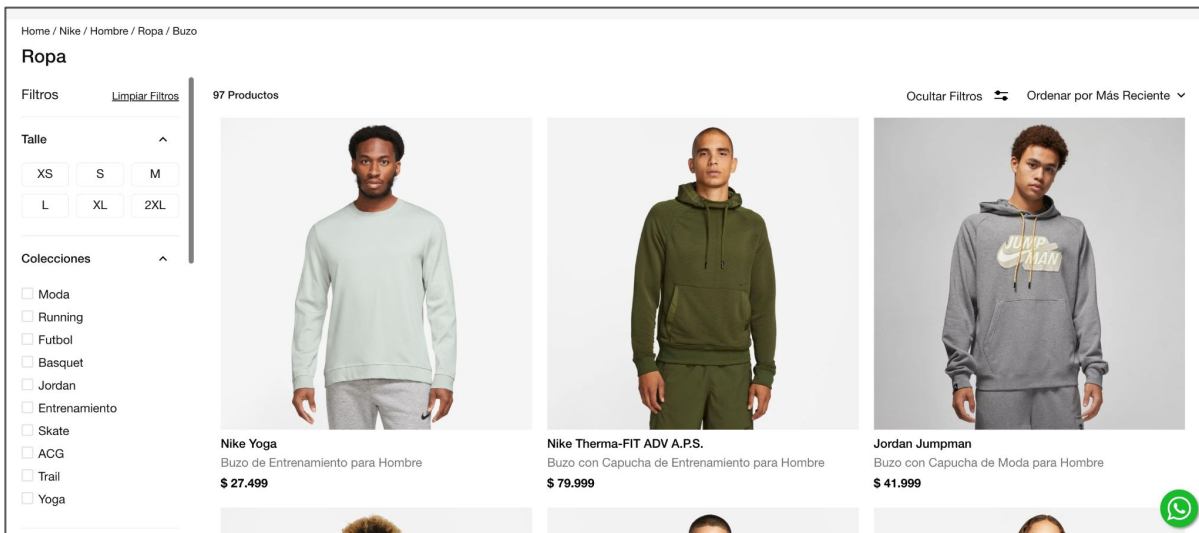 Home / Nike / Hombre / Ropa / Buzo
Ropa
Filtros
Limpiar Filtros
97 Productos
Ocultar Filtros
Ordenar por Más Reciente
Talle
XS S M
L XL 2XL
Colecciones
Moda
Running
Futbol
Basquet
Jordan
Entrenamiento
Skate
ACG
Trail
Yoga
JUMP
MAN
Nike Yoga
Buzo de Entrenamiento para Hombre
$ 27.499
Nike Therma-FIT ADV A.P.S.
Buzo con Capucha de Entrenamiento para Hombre
$ 79.999
Jordan Jumpman
Buzo con Capucha de Moda para Hombre
$ 41.999